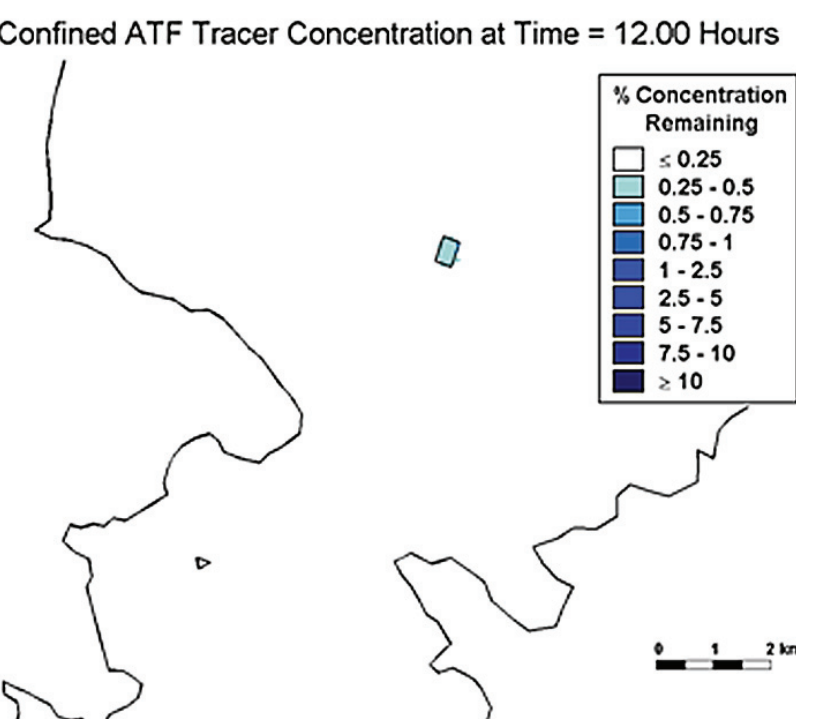 Confined ATF Tracer Concentration at Time = 12.00 Hours
% Concentration
Remaining
≤ 0.25
0.25 - 0.5
0.5 - 0.75
0.75 - 1
1 - 2.5
2.5 - 5
5 - 7.5
7.5 - 10
≥ 10
0 1 2 km